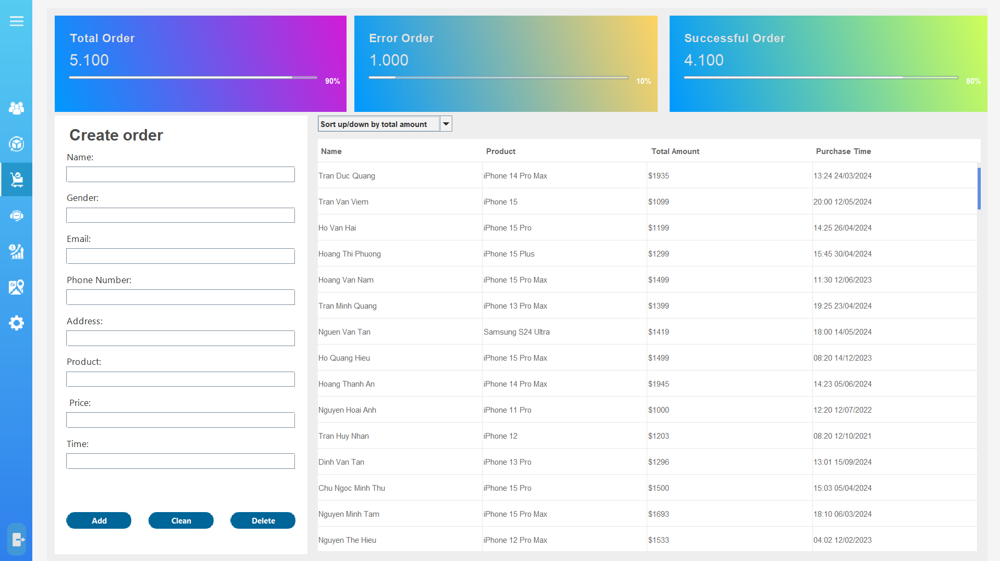 Total Order
5.100
90%
Error Order
1.000
10%
Successful Order
4.100
80%
Create order
Name:
Gender:
Email:
Phone Number:
Address:
Product:
Price:
Time:
Add Clean Delete
Sort up/down by total amount
Name Product Total Amount Purchase Time
Tran Duc Quang iPhone 14 Pro Max $1935 13:24 24/03/2024
Tran Van Viem iPhone 15 $1099 20:00 12/05/2024
Ho Van Hai iPhone 15 Pro $1199 14:25 26/04/2024
Hoang Thi Phuong iPhone 15 Plus $1299 15:45 30/04/2024
Hoang Van Nam iPhone 15 Pro Max $1499 11:30 12/06/2023
Tran Minh Quang iPhone 13 Pro Max $1399 19:25 23/04/2024
Nguen Van Tan Samsung S24 Ultra $1419 18:00 14/05/2024
Ho Quang Hieu iPhone 15 Pro Max $1499 08:20 14/12/2023
Hoang Thanh An iPhone 14 Pro Max $1945 14:23 05/06/2024
Nguyen Hoai Anh iPhone 11 Pro $1000 12:20 12/07/2022
Tran Huy Nhan iPhone 12 $1203 08:20 12/10/2021
Dinh Van Tan iPhone 13 Pro $1296 13:01 15/09/2024
Chu Ngoc Minh Thu iPhone 15 Pro $1500 15:03 05/04/2024
Nguyen Minh Tam iPhone 15 Pro Max $1693 18:10 06/03/2024
Nguyen The Hieu iPhone 12 Pro Max $1533 04:02 12/02/2023